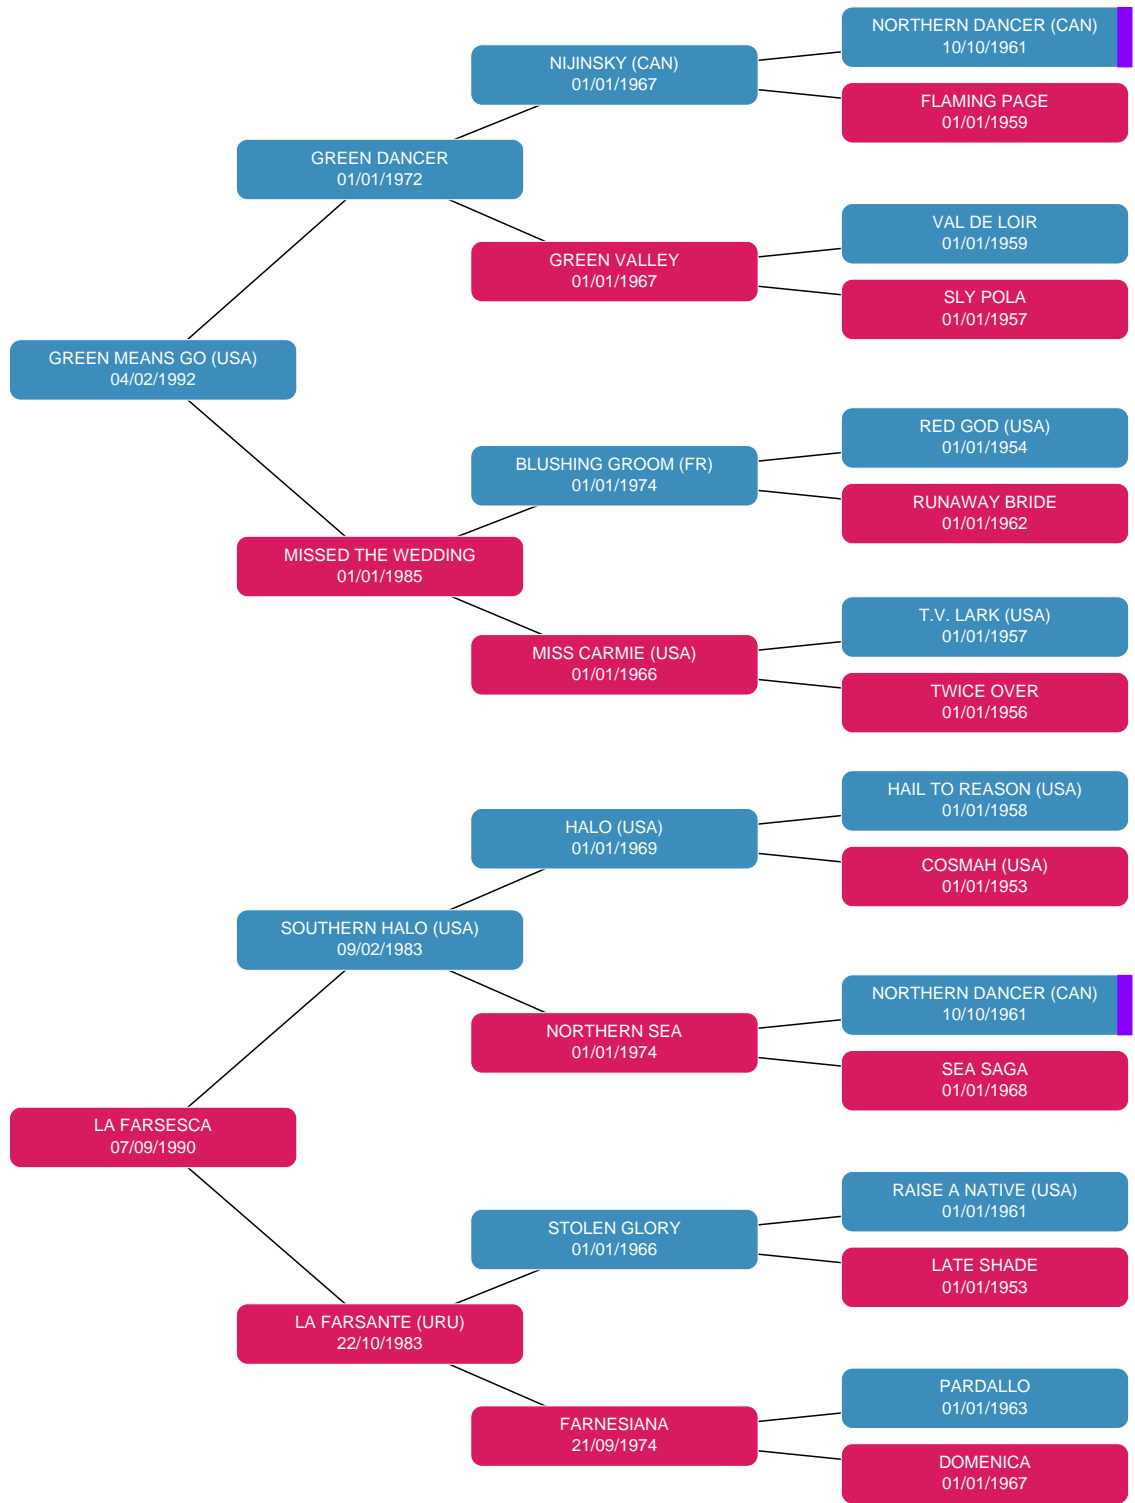 NORTHERN DANCER (CAN)
10/10/1961
NIJINSKY (CAN)
01/01/1967
FLAMING PAGE
01/01/1959
GREEN DANCER
01/01/1972
VAL DE LOIR
01/01/1959
GREEN VALLEY
01/01/1967
SLY POLA
01/01/1957
GREEN MEANS GO (USA)
04/02/1992
RED GOD (USA)
01/01/1954
BLUSHING GROOM (FR)
01/01/1974
RUNAWAY BRIDE
01/01/1962
MISSED THE WEDDING
01/01/1985
T.V. LARK (USA)
01/01/1957
MISS CARMIE (USA)
01/01/1966
TWICE OVER
01/01/1956
HAIL TO REASON (USA)
01/01/1958
HALO (USA)
01/01/1969
COSMAH (USA)
01/01/1953
SOUTHERN HALO (USA)
09/02/1983
NORTHERN DANCER (CAN)
10/10/1961
NORTHERN SEA
01/01/1974
SEA SAGA
01/01/1968
LA FARSESCA
07/09/1990
RAISE A NATIVE (USA)
01/01/1961
STOLEN GLORY
01/01/1966
LATE SHADE
01/01/1953
LA FARSANTE (URU)
22/10/1983
PARDALLO
01/01/1963
FARNESIANA
21/09/1974
DOMENICA
01/01/1967